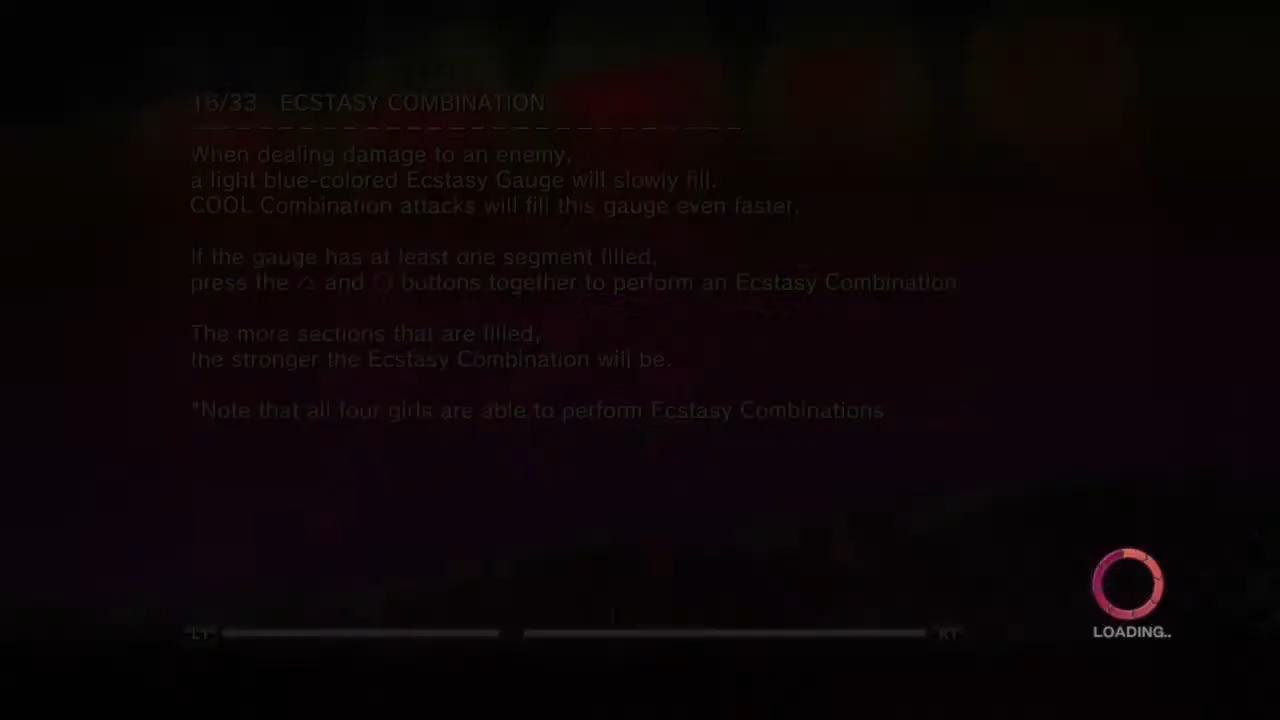 16/33 ECSTASY COMBINATION
When dealing damage to an enemy,
a light blue-colored Ecstasy Gauge will slowly fill.
COOL Combination attacks will fill this gauge even faster.
If the gauge has at least one segment filled,
press the △ and □ buttons together to perform an Ecstasy Combination.
The more sections that are filled,
the stronger the Ecstasy Combination will be.
*Note that all four girls are able to perform Ecstasy Combinations
L1 R1
LOADING..